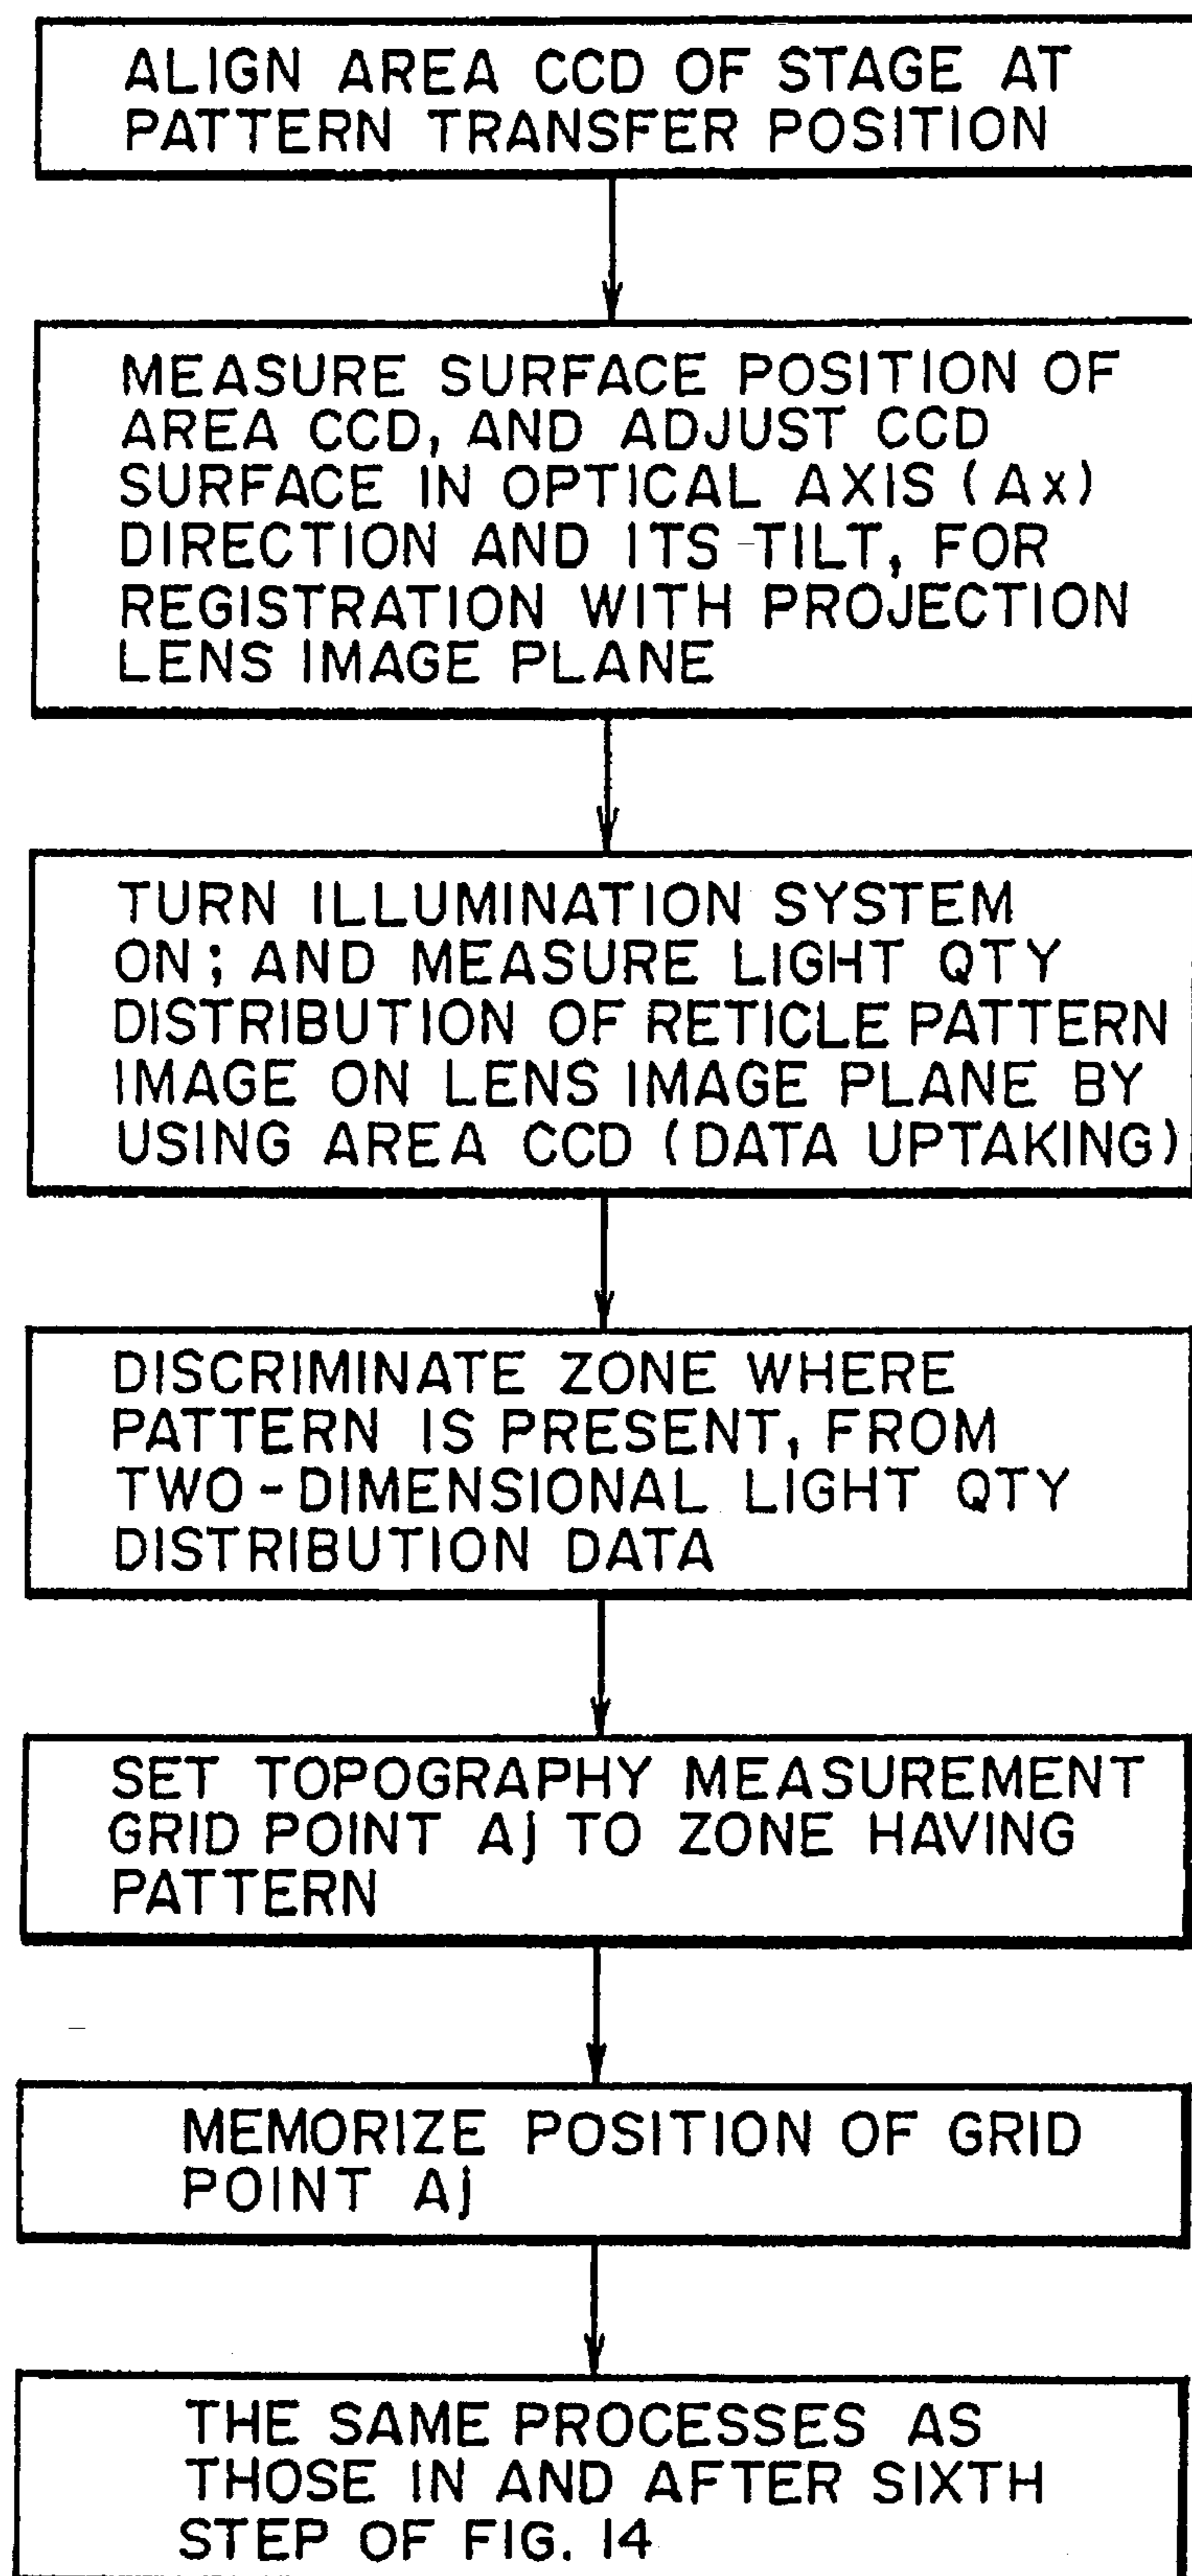 ALIGN AREA CCD OF STAGE AT
PATTERN TRANSFER POSITION
MEASURE SURFACE POSITION OF
AREA CCD, AND ADJUST CCD
SURFACE IN OPTICAL AXIS (Ax)
DIRECTION AND ITS TILT, FOR
REGISTRATION WITH PROJECTION
LENS IMAGE PLANE
TURN ILLUMINATION SYSTEM
ON; AND MEASURE LIGHT QTY
DISTRIBUTION OF RETICLE PATTERN
IMAGE ON LENS IMAGE PLANE BY
USING AREA CCD (DATA UPTAKING)
DISCRIMINATE ZONE WHERE
PATTERN IS PRESENT, FROM
TWO-DIMENSIONAL LIGHT QTY
DISTRIBUTION DATA
SET TOPOGRAPHY MEASUREMENT
GRID POINT Aj TO ZONE HAVING
PATTERN
MEMORIZE POSITION OF GRID
POINT Aj
THE SAME PROCESSES AS
THOSE IN AND AFTER SIXTH
STEP OF FIG. 14